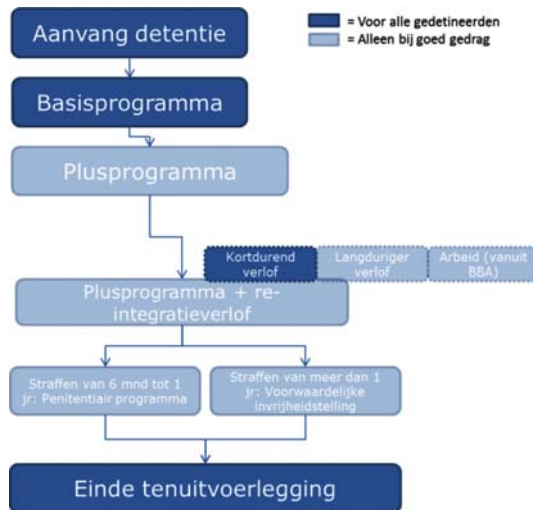 Aanvang detentie
= Voor alle gedetineerden
= Alleen bij goed gedrag
Basisprogramma
Plusprogramma
Kortdurend
verlof
Langduriger
verlof
Arbeid (vanuit
BBA)
Plusprogramma + re-
integratieverlof
Straffen van 6 mnd tot 1
jr: Penitentiair programma
Straffen van meer dan 1
jr: Voorwaardelijke
invrijheidstelling
Einde tenuitvoerlegging